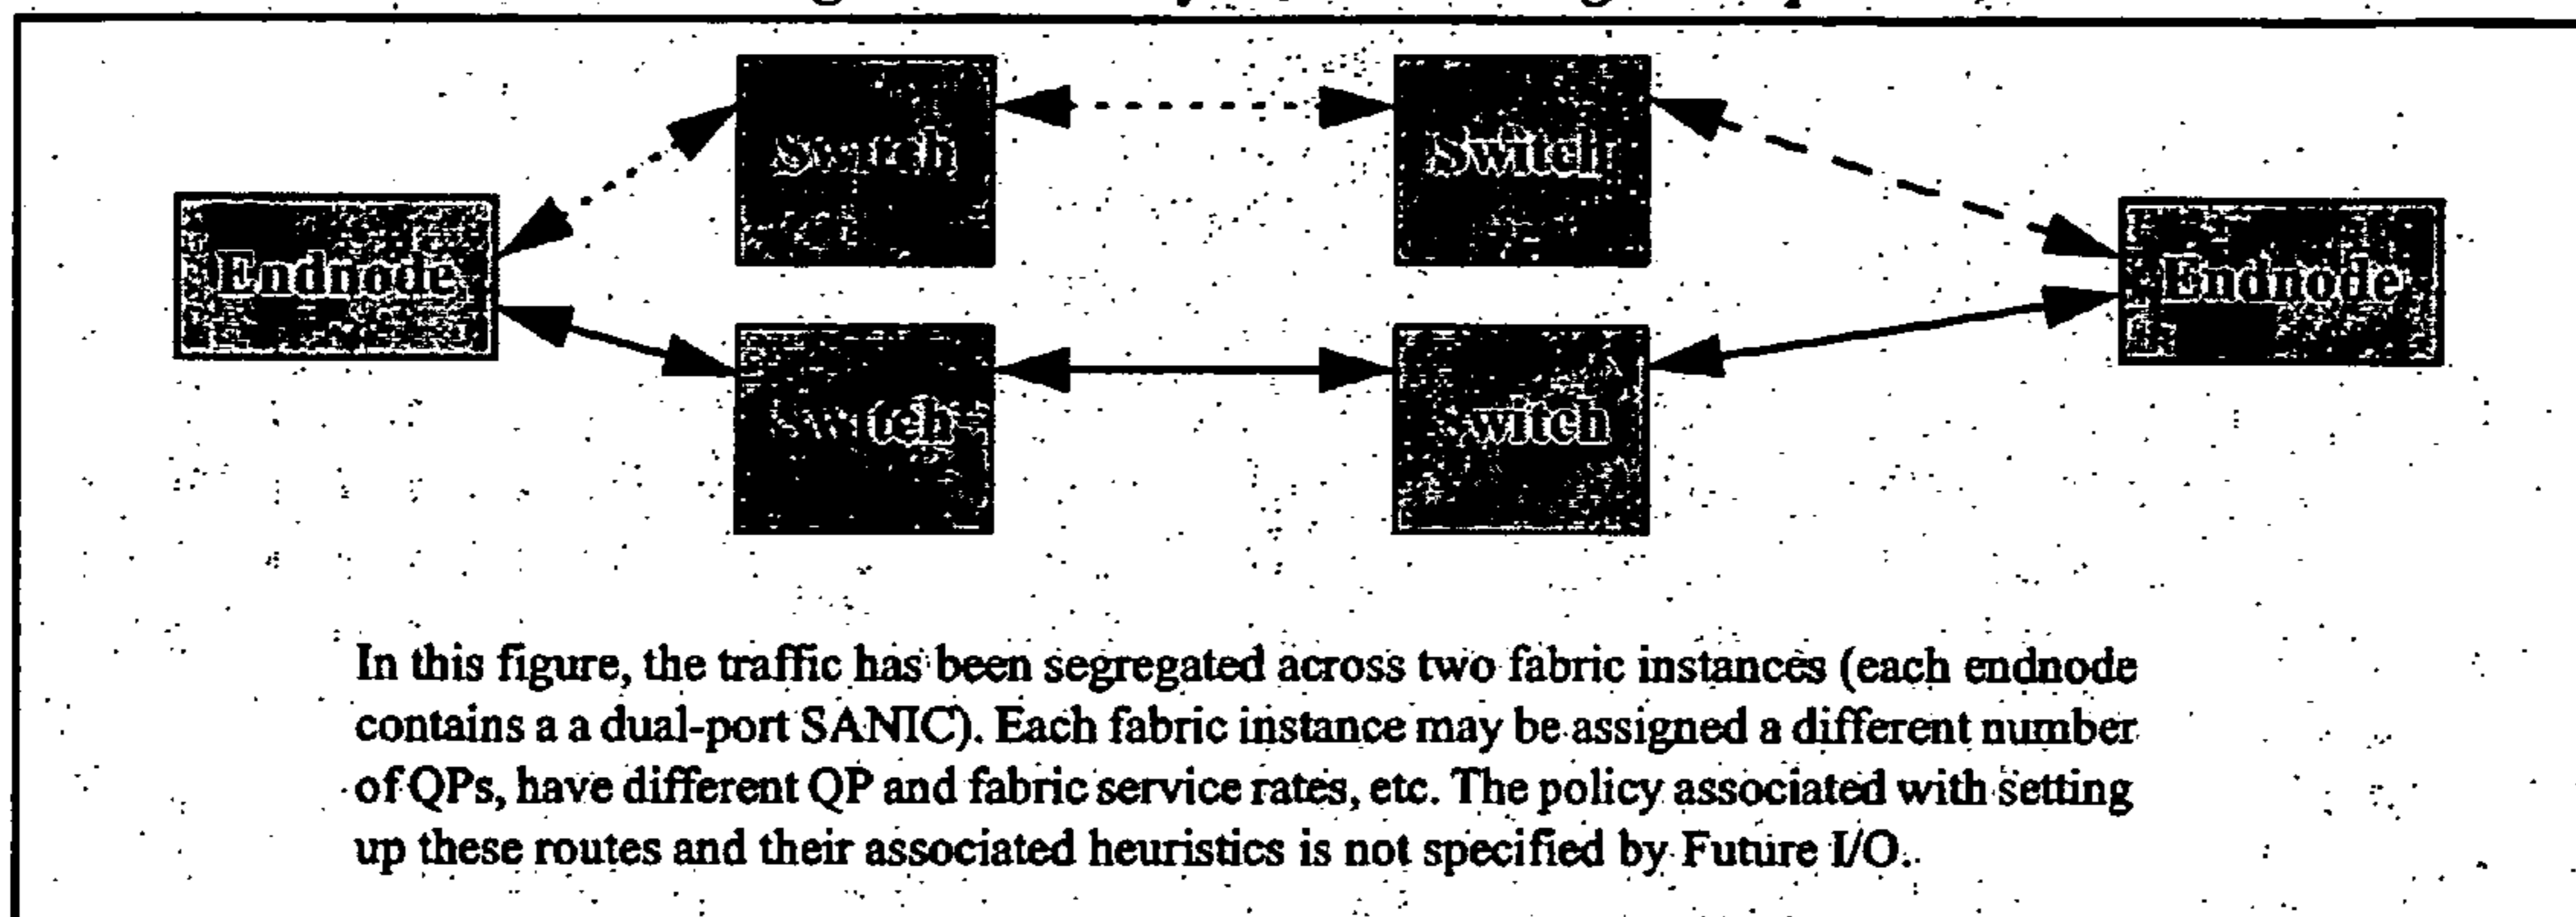 Switch
Switch
Endnode
Endnode
Switch
Switch
In this figure, the traffic has been segregated across two fabric instances (each endnode
contains a a dual-port SANIC). Each fabric instance may be assigned a different number
of QPs, have different QP and fabric service rates, etc. The policy associated with setting
up these routes and their associated heuristics is not specified by Future I/O.